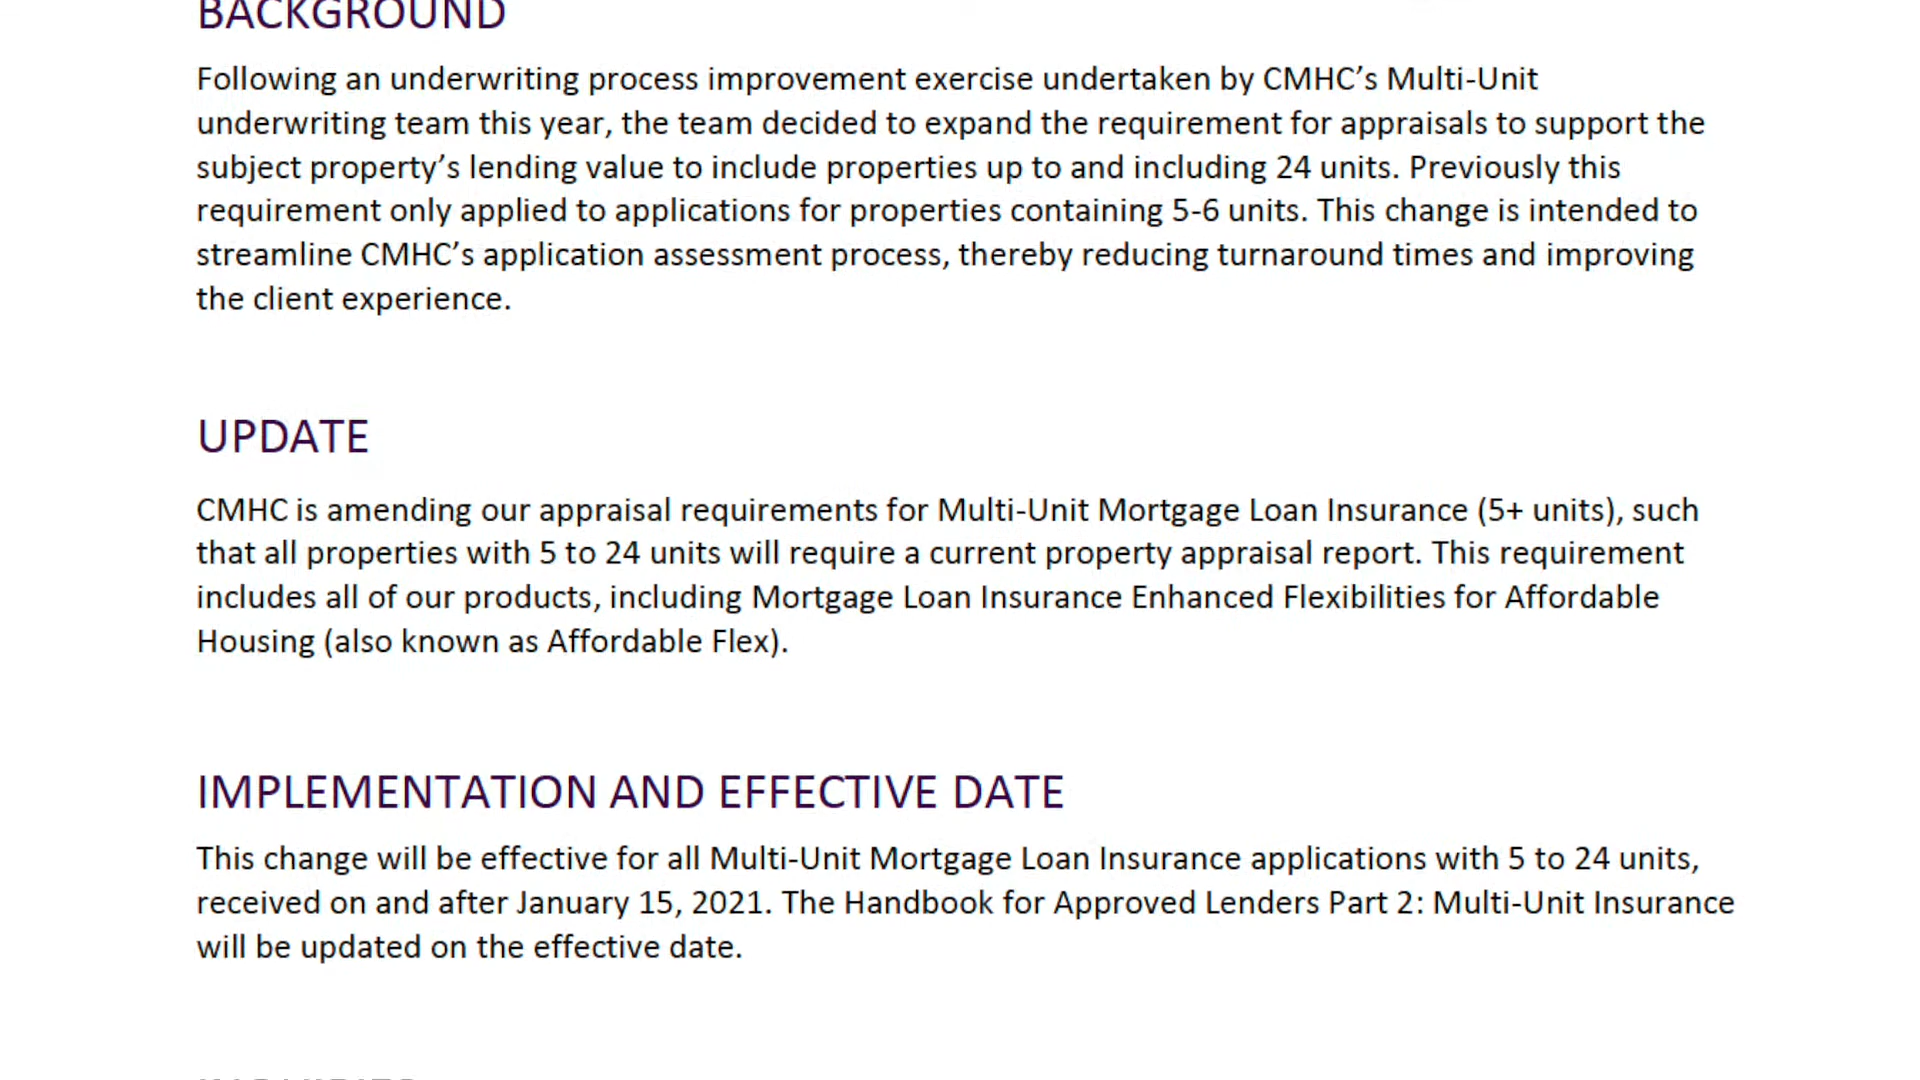 BACKGROUND
Following an underwriting process improvement exercise undertaken by CMHC’s Multi-Unit
underwriting team this year, the team decided to expand the requirement for appraisals to support the
subject property’s lending value to include properties up to and including 24 units. Previously this
requirement only applied to applications for properties containing 5-6 units. This change is intended to
streamline CMHC’s application assessment process, thereby reducing turnaround times and improving
the client experience.
UPDATE
CMHC is amending our appraisal requirements for Multi-Unit Mortgage Loan Insurance (5+ units), such
that all properties with 5 to 24 units will require a current property appraisal report. This requirement
includes all of our products, including Mortgage Loan Insurance Enhanced Flexibilities for Affordable
Housing (also known as Affordable Flex).
IMPLEMENTATION AND EFFECTIVE DATE
This change will be effective for all Multi-Unit Mortgage Loan Insurance applications with 5 to 24 units,
received on and after January 15, 2021. The Handbook for Approved Lenders Part 2: Multi-Unit Insurance
will be updated on the effective date.